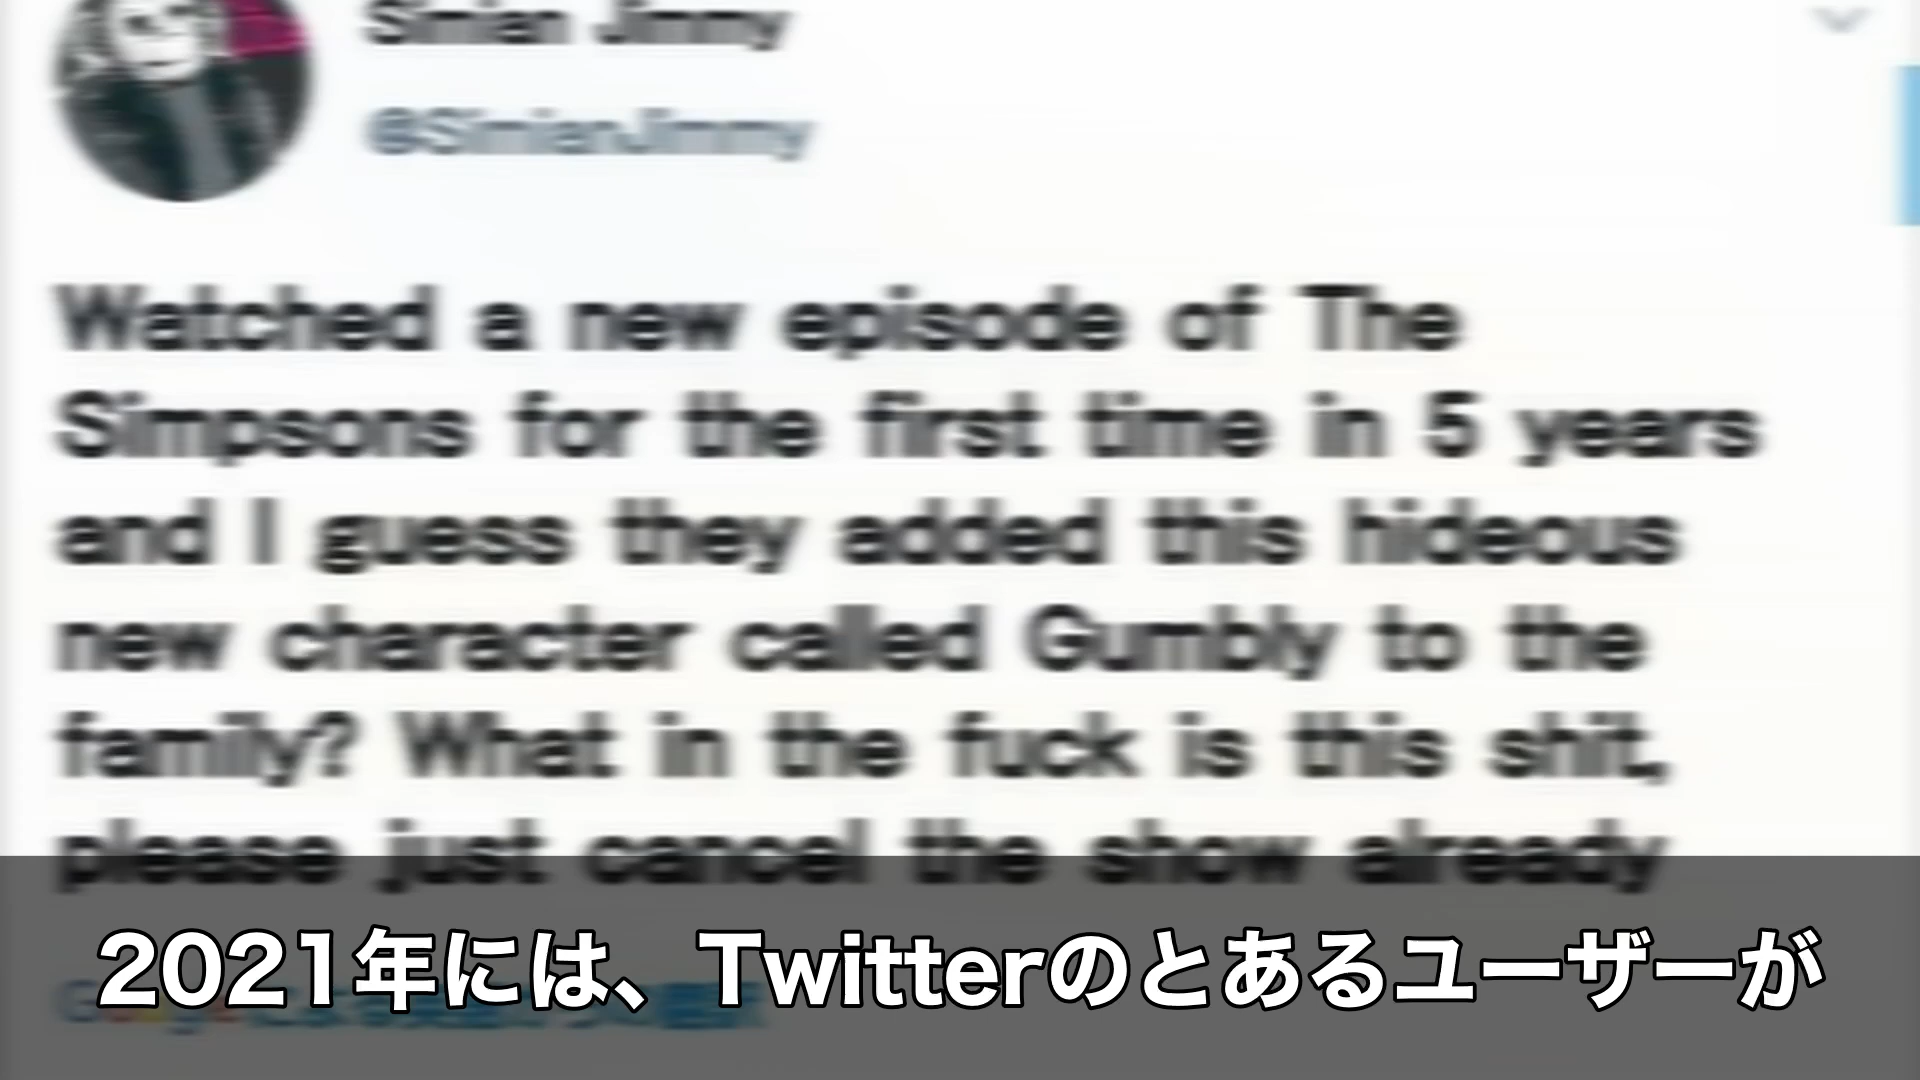 Simian Jimmy
@SimianJimmy
Watched a new episode of The
Simpsons for the first time in 5 years
and I guess they added this hideous
new character called Gumbly to the
family? What in the fuck is this shit,
please just cancel the show already
2021年には、Twitterのとあるユーザーが